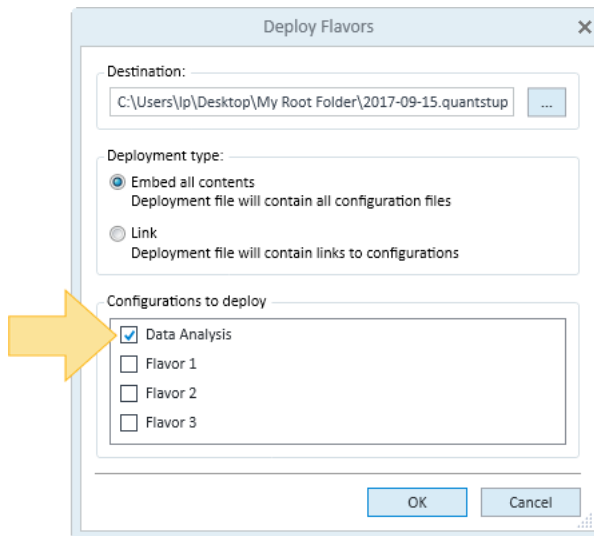 Deploy Flavors
Destination:
C:\Users\lp\Desktop\My Root Folder\2017-09-15.quantstup
...
Deployment type:
Embed all contents
Deployment file will contain all configuration files
Link
Deployment file will contain links to configurations
Configurations to deploy
Data Analysis
Flavor 1
Flavor 2
Flavor 3
OK
Cancel